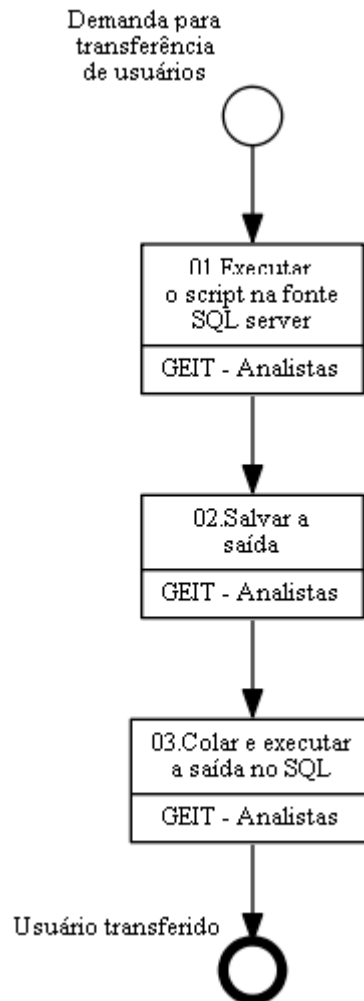 Demanda para
transferência
de usuários
01.Executar
o script na fonte
SQL server
GEIT - Analistas
02.Salvar a
saída
GEIT - Analistas
03.Colar e executar
a saída no SQL
GEIT - Analistas
Usuário transferido